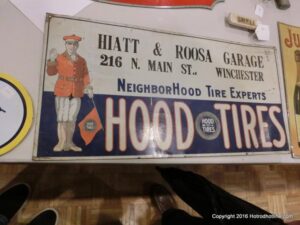 HIATT & ROOSA GARAGE
216 N. MAIN ST., WINCHESTER
NEIGHBORHOOD TIRE EXPERTS
HOOD TIRES
HOOD
TIRES
Copyright 2016 Hotrodhotline.com